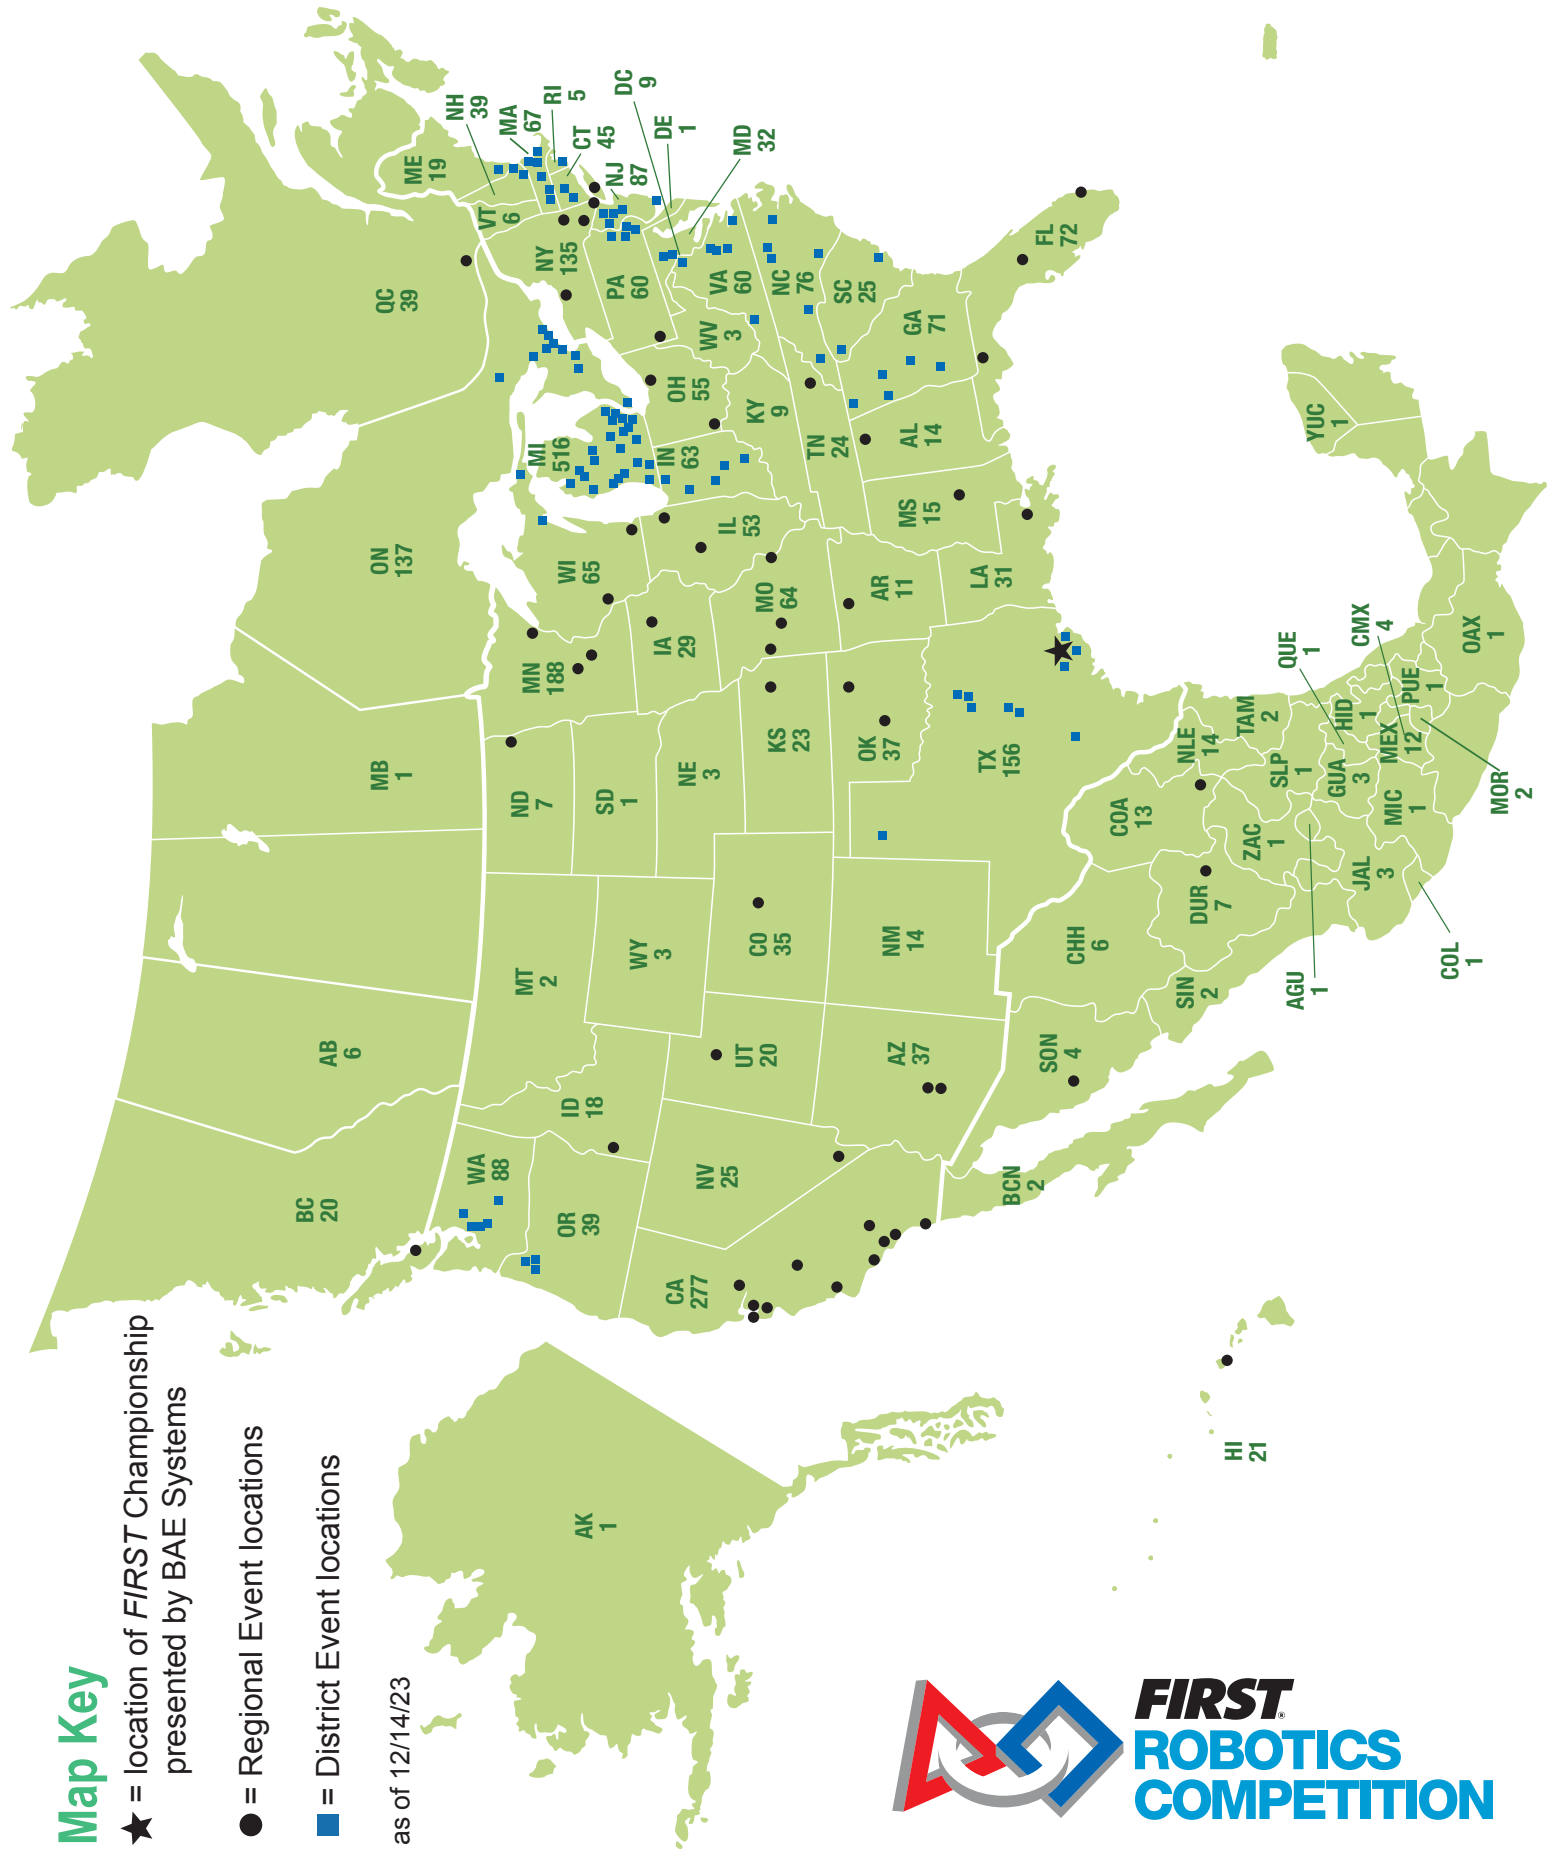 Map Key
★ = location of FIRST Championship
presented by BAE Systems
● = Regional Event locations
■ = District Event locations
as of 12/14/23
AK
1
HI
21
BC
20
AB
6
MB
1
ON
137
QC
39
WA
88
OR
39
CA
277
ID
18
NV
25
MT
2
WY
3
UT
20
AZ
37
CO
35
NM
14
ND
7
SD
1
NE
3
KS
23
OK
37
TX
156
MN
188
IA
29
MO
64
AR
11
LA
31
WI
65
IL
53
MS
15
MI
516
IN
63
KY
9
TN
24
AL
14
OH
55
WV
3
GA
71
FL
72
SC
25
NC
76
VA
60
PA
60
NY
135
VT
6
ME
19
NH
39
MA
67
RI
5
CT
45
NJ
87
DC
9
DE
1
MD
32
BCN
2
SON
4
CHH
6
COA
13
NLE
14
TAM
2
SIN
2
DUR
7
ZAC
1
SLP
1
AGU
1
GUA
3
QUE
1
HID
1
CMX
4
MEX
12
PUE
1
JAL
3
MIC
1
COL
1
MOR
2
OAX
1
YUC
1
FIRST®
ROBOTICS
COMPETITION